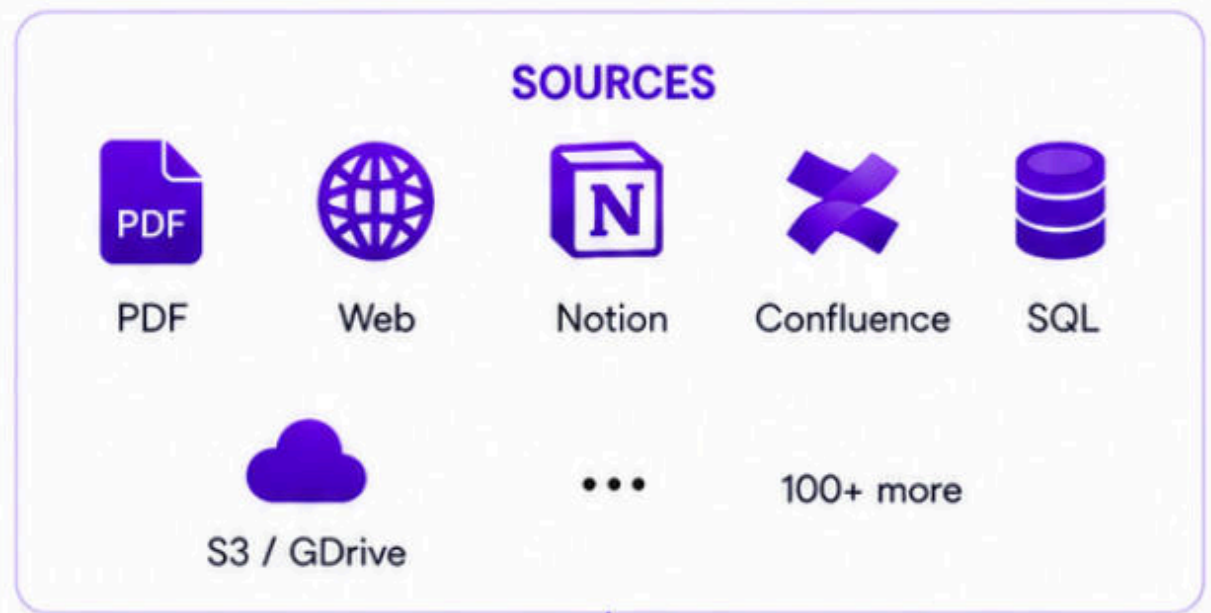 SOURCES
PDF
N
PDF Web Notion Confluence SQL
... 100+ more
S3 / GDrive